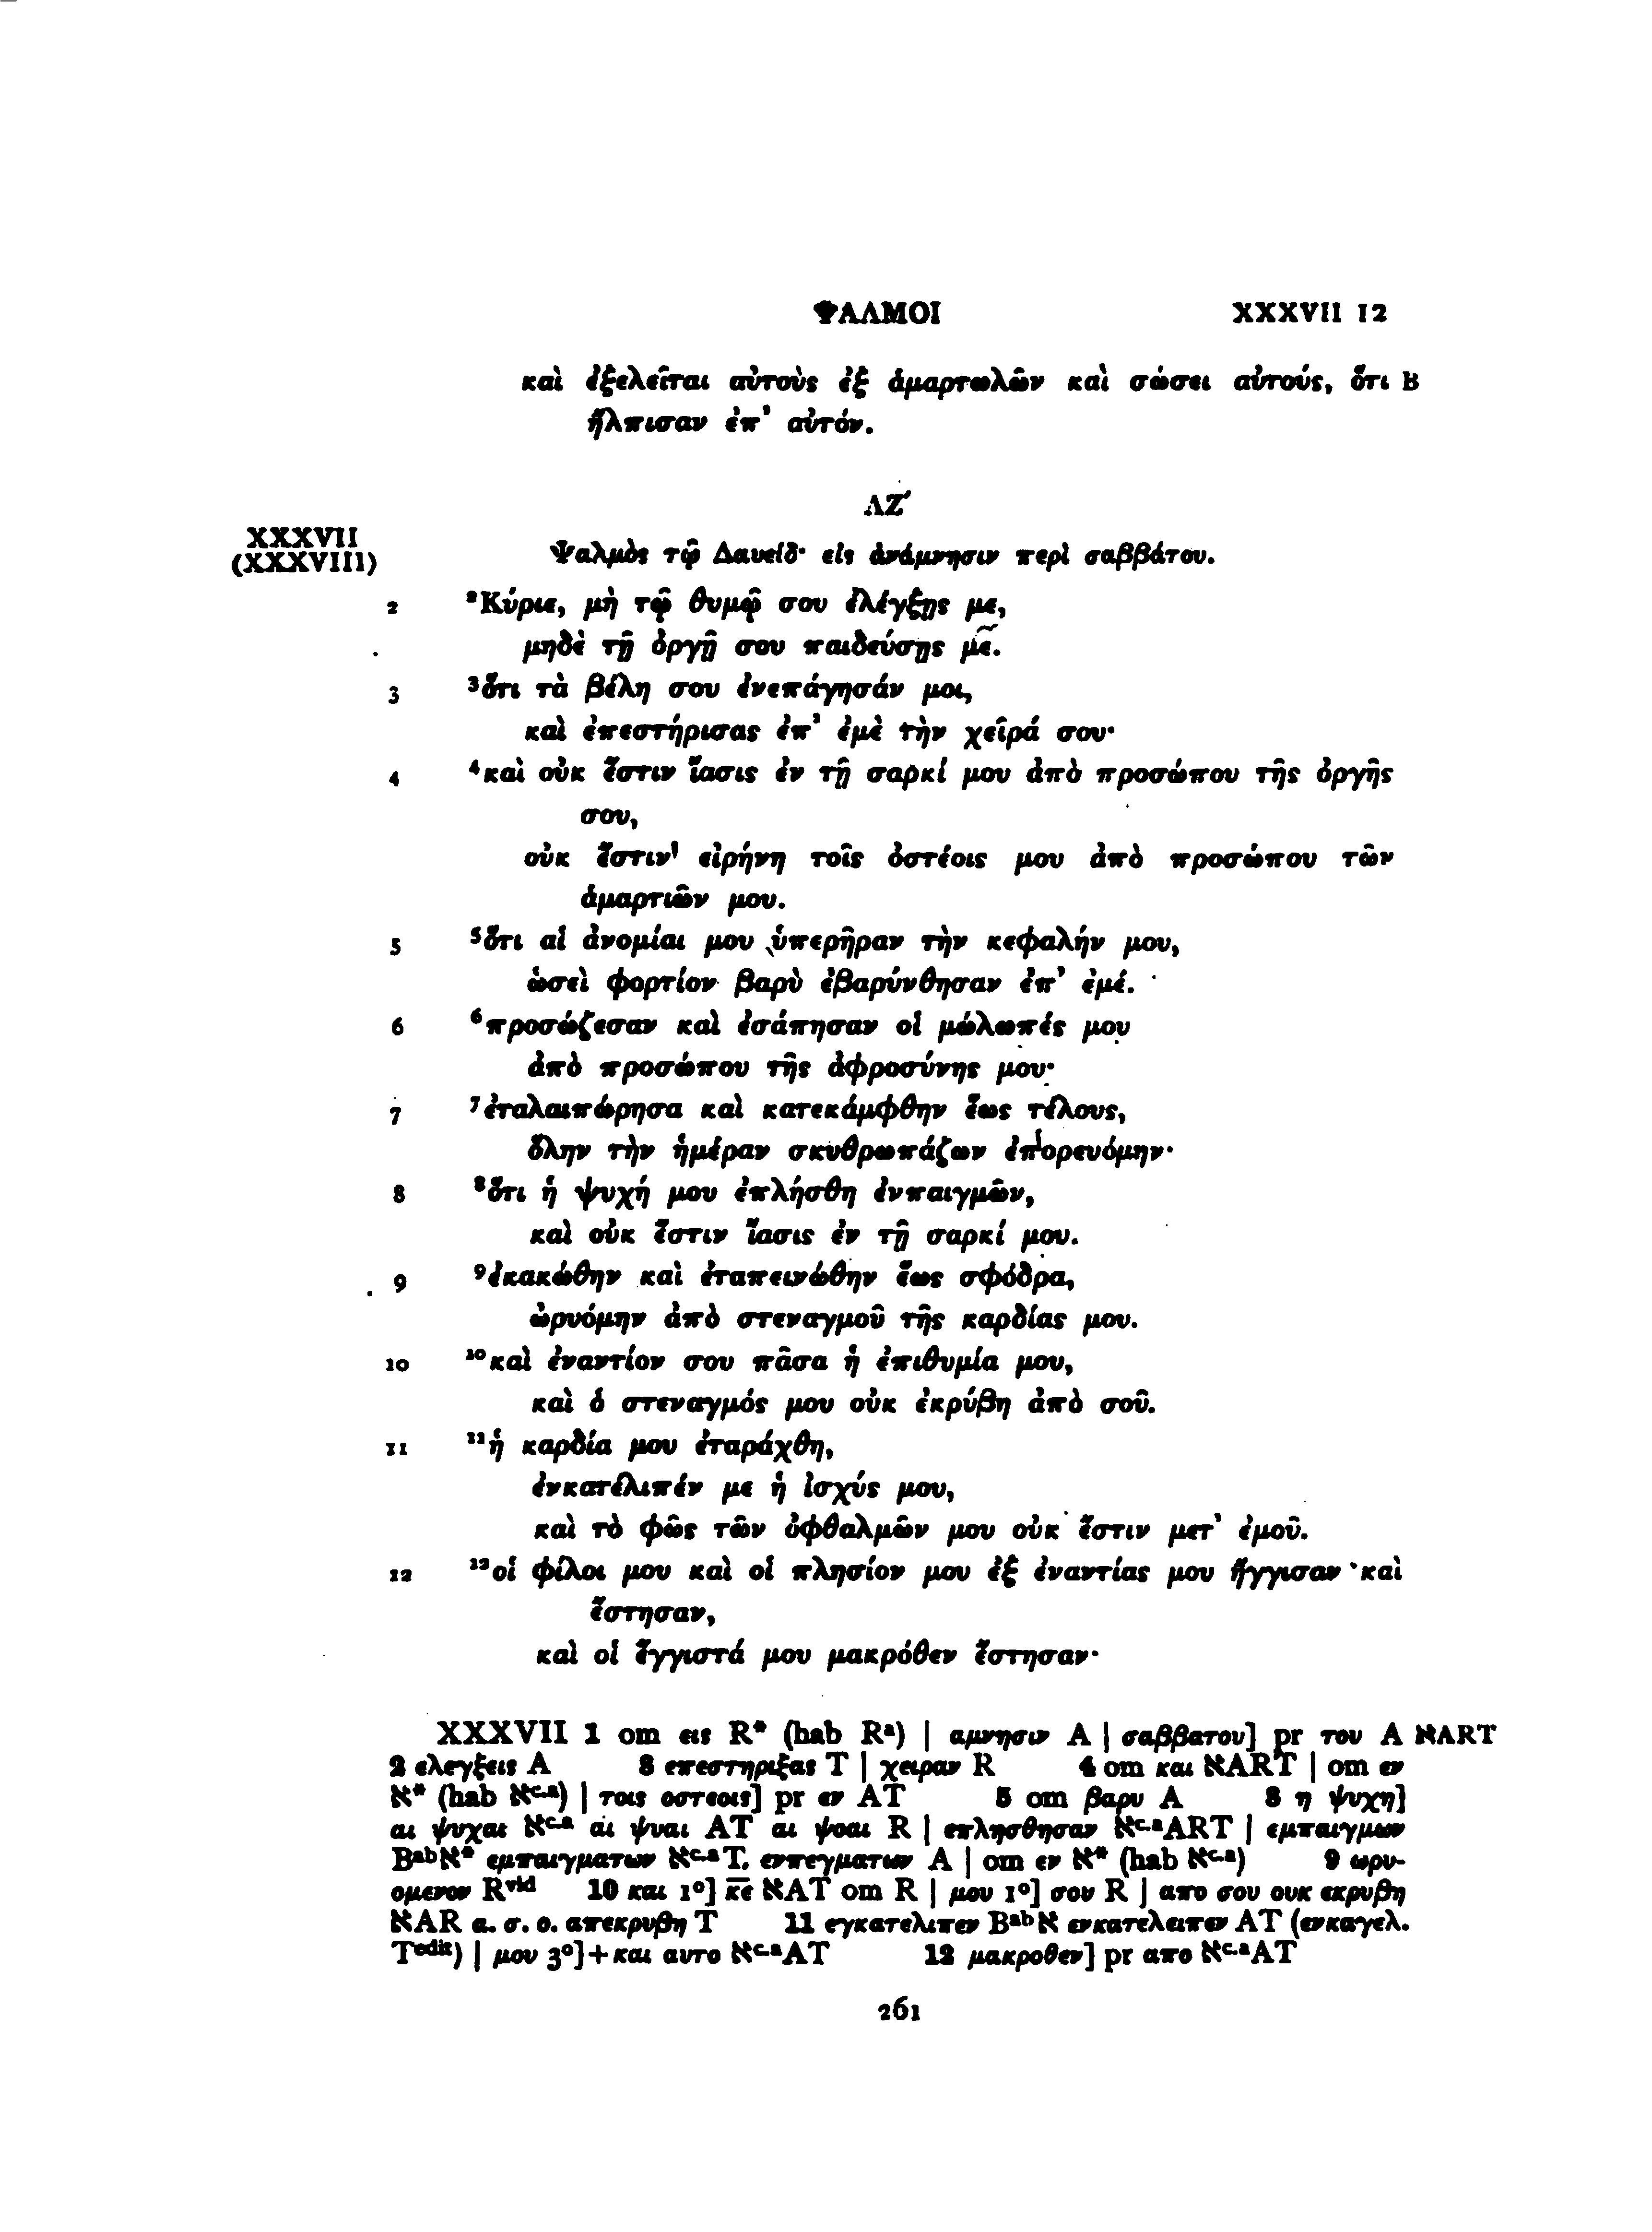 ΨΑΛΜΟΙ XXXVII 12
καὶ ἐξελεῖται αὐτοὺς ἐξ ἁμαρτωλῶν καὶ σώσει αὐτούς, ὅτι B
ἤλπισαν ἐπ' αὐτόν.
ΛΖ′
XXXVII
(XXXVIII) Ψαλμὸς τῷ Δαυείδ· εἰς ἀνάμνησιν περὶ σαββάτου.
2 ²Κύριε, μὴ τῷ θυμῷ σου ἐλέγξῃς με,
μηδὲ τῇ ὀργῇ σου παιδεύσῃς με.
3 ³ὅτι τὰ βέλη σου ἐνεπάγησάν μοι,
καὶ ἐπεστήρισας ἐπ' ἐμὲ τὴν χεῖρά σου·
4 ⁴καὶ οὐκ ἔστιν ἴασις ἐν τῇ σαρκί μου ἀπὸ προσώπου τῆς ὀργῆς
σου,
οὐκ ἔστιν εἰρήνη τοῖς ὀστέοις μου ἀπὸ προσώπου τῶν
ἁμαρτιῶν μου.
5 ⁵ὅτι αἱ ἀνομίαι μου ὑπερῆραν τὴν κεφαλήν μου,
ὡσεὶ φορτίον βαρὺ ἐβαρύνθησαν ἐπ' ἐμέ.
6 ⁶προσώζεσαν καὶ ἐσάπησαν οἱ μώλωπές μου
ἀπὸ προσώπου τῆς ἀφροσύνης μου·
7 ⁷ἐταλαιπώρησα καὶ κατεκάμφθην ἕως τέλους,
ὅλην τὴν ἡμέραν σκυθρωπάζων ἐπορευόμην·
8 ⁸ὅτι ἡ ψυχή μου ἐπλήσθη ἐνπαιγμῶν,
καὶ οὐκ ἔστιν ἴασις ἐν τῇ σαρκί μου.
9 ⁹ἐκακώθην καὶ ἐταπεινώθην ἕως σφόδρα,
ὠρυόμην ἀπὸ στεναγμοῦ τῆς καρδίας μου.
10 ¹⁰καὶ ἐναντίον σου πᾶσα ἡ ἐπιθυμία μου,
καὶ ὁ στεναγμός μου οὐκ ἐκρύβη ἀπὸ σοῦ.
11 ¹¹ἡ καρδία μου ἐταράχθη,
ἐνκατέλιπέν με ἡ ἰσχύς μου,
καὶ τὸ φῶς τῶν ὀφθαλμῶν μου οὐκ ἔστιν μετ' ἐμοῦ.
12 ¹²οἱ φίλοι μου καὶ οἱ πλησίον μου ἐξ ἐναντίας μου ἤγγισαν καὶ
ἔστησαν,
καὶ οἱ ἔγγιστά μου μακρόθεν ἔστησαν·
XXXVII 1 om εις R* (hab Rᵃ) | αμνησιν A | σαββατου] pr του A ℵART
2 ελεγξεις A 3 επεστηριξας T | χειραν R 4 om και ℵART | om εν
ℵ* (hab ℵᶜ·ᵃ) | τοις οστεοις] pr εν AT 5 om βαρυ A 8 η ψυχη]
αι ψυχαι ℵᶜ·ᵃ αι ψυαι AT αι ψοαι R | επλησθησαν ℵᶜ·ᵃART | εμπαιγμων
Bᵃᵇℵ* εμπαιγματων ℵᶜ·ᵃT. ενπεγματων A | om εν ℵ* (hab ℵᶜ·ᵃ) 9 ωρυ-
ομενον Rᵛⁱᵈ 10 και 1º] κ̅ε̅ ℵAT om R | μου 1º] σου R | απο σου ουκ εκρυβη
ℵAR α. σ. ο. απεκρυβη T 11 εγκατελιπεν Bᵃᵇℵ ενκατελειπεν AT (ενκαγελ.
Tᵉᵈⁱᵗ) | μου 3º]+και αυτο ℵᶜ·ᵃAT 12 μακροθεν] pr απο ℵᶜ·ᵃAT
261